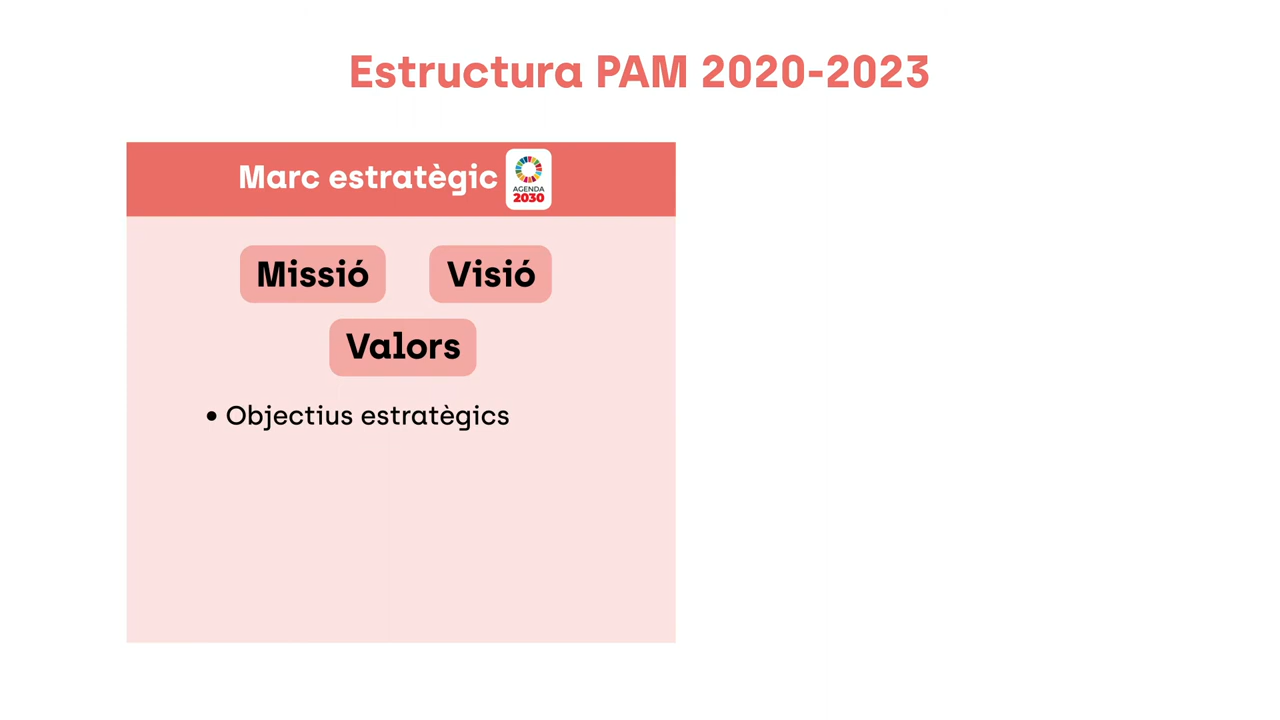 Estructura PAM 2020-2023
Marc estratègic
AGENDA
2030
Missió Visió
Valors
• Objectius estratègics